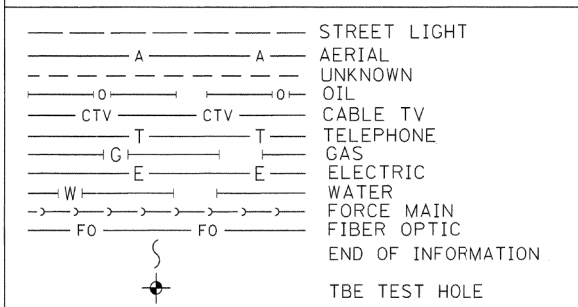 STREET LIGHT
A A AERIAL
UNKNOWN
O O OIL
CTV CTV CABLE TV
T T TELEPHONE
G GAS
E E ELECTRIC
W WATER
FORCE MAIN
FO FO FIBER OPTIC
END OF INFORMATION
TBE TEST HOLE